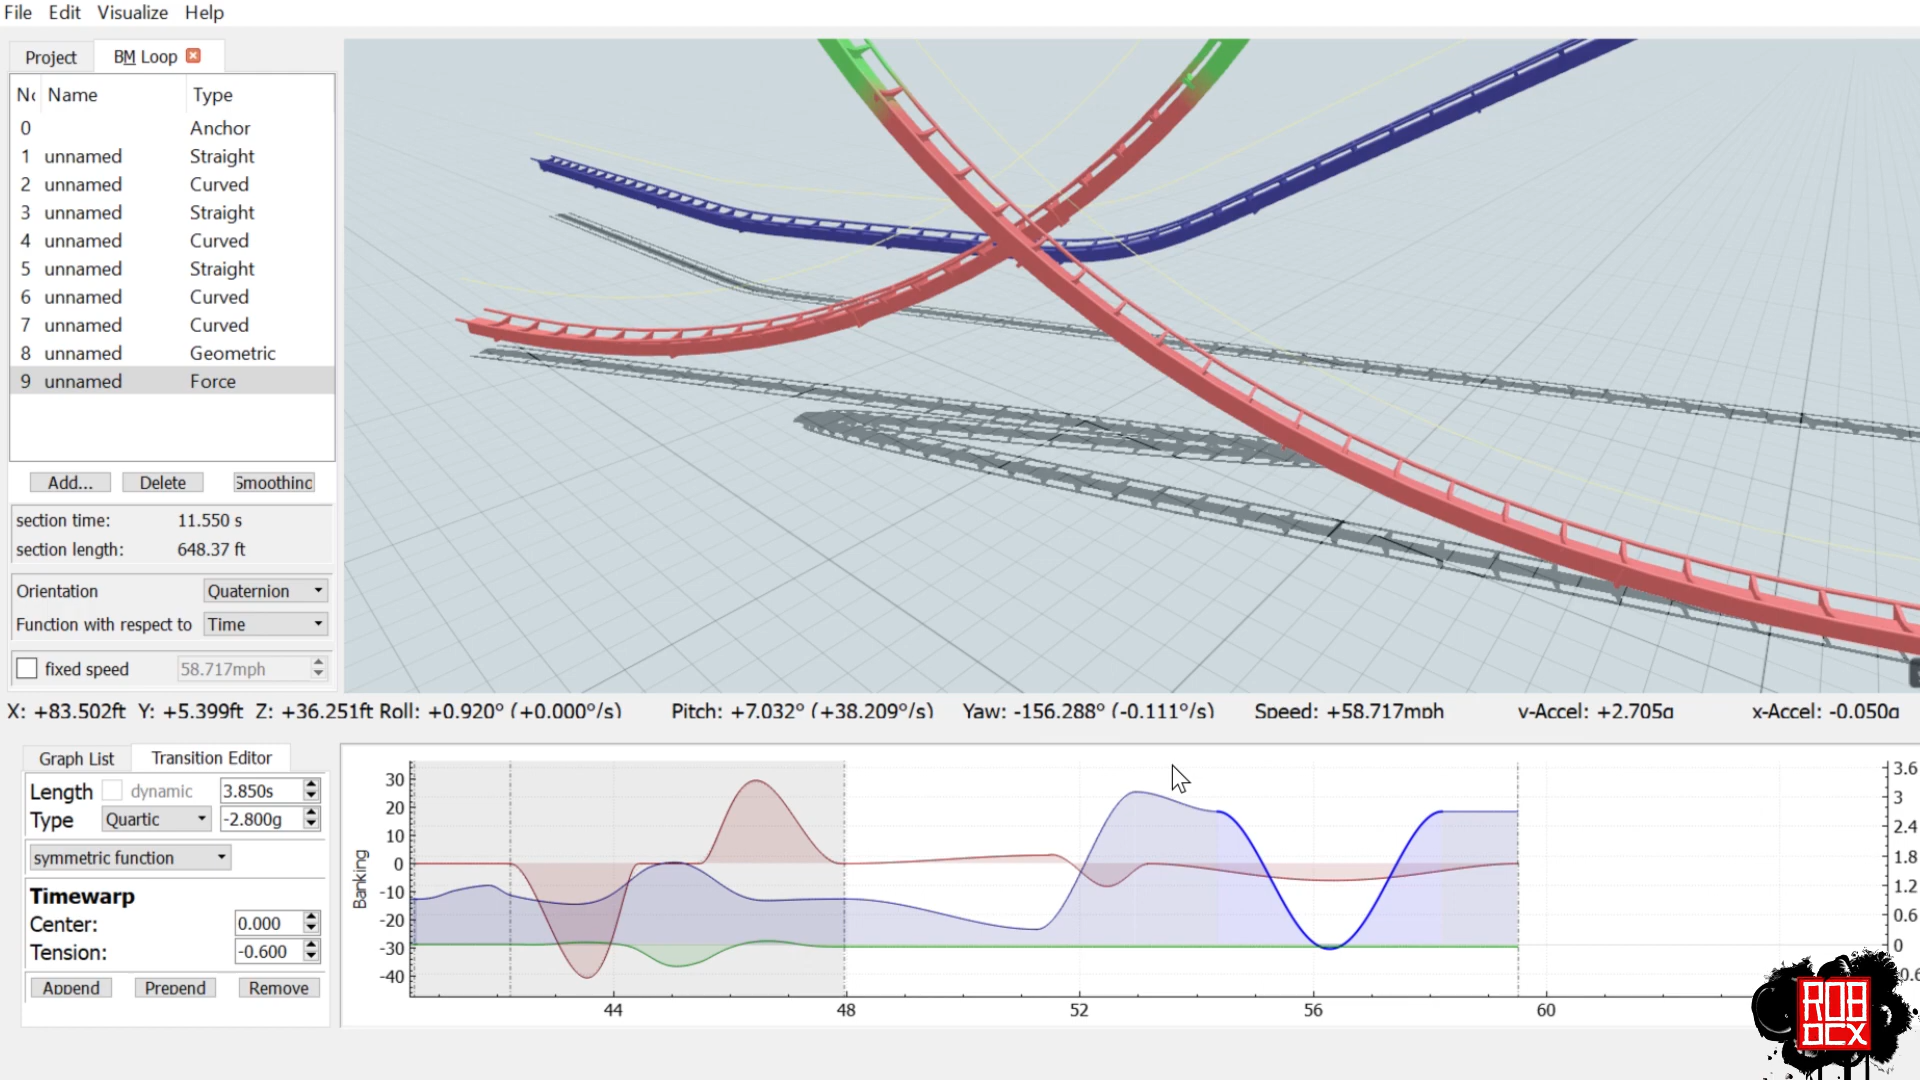 File Edit Visualize Help
Project BM Loop
Name Type
0 Anchor
1 unnamed Straight
2 unnamed Curved
3 unnamed Straight
4 unnamed Curved
5 unnamed Straight
6 unnamed Curved
7 unnamed Curved
8 unnamed Geometric
9 unnamed Force
Add... Delete Smoothing
section time: 11.550 s
section length: 648.37 ft
Orientation Quaternion
Function with respect to Time
fixed speed 58.717mph
X: +83.502ft Y: +5.399ft Z: +36.251ft Roll: +0.920° (+0.000°/s) Pitch: +7.032° (+38.209°/s) Yaw: -156.288° (-0.111°/s) Speed: +58.717mph v-Accel: +2.705g x-Accel: -0.050g
Graph List Transition Editor
Length dynamic 3.850s
Type Quartic -2.800g
symmetric function
Timewarp
Center: 0.000
Tension: -0.600
Append Prepend Remove
Banking
30
20
10
0
-10
-20
-30
-40
44 48 52 56 60
3.6
3
2.4
1.8
1.2
0.6
0
ROB
DCX